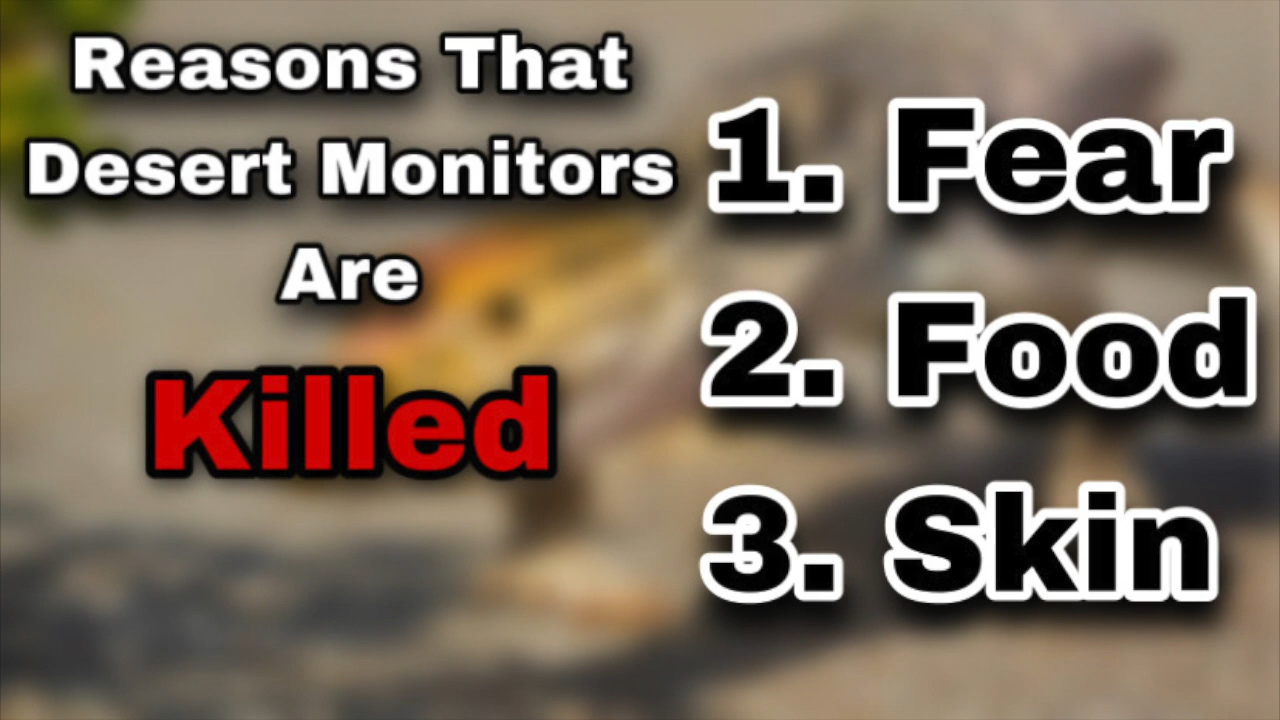 Reasons That
Desert Monitors
Are
Killed
1. Fear
2. Food
3. Skin